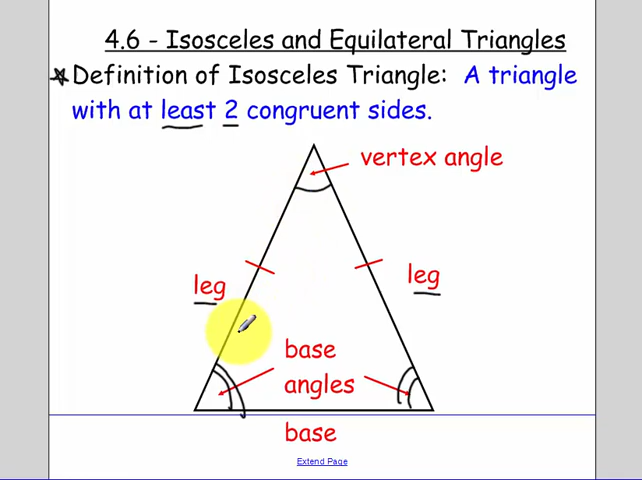 4.6 - Isosceles and Equilateral Triangles
Definition of Isosceles Triangle: A triangle
with at least 2 congruent sides.
vertex angle
leg
leg
base
angles
base
Extend Page